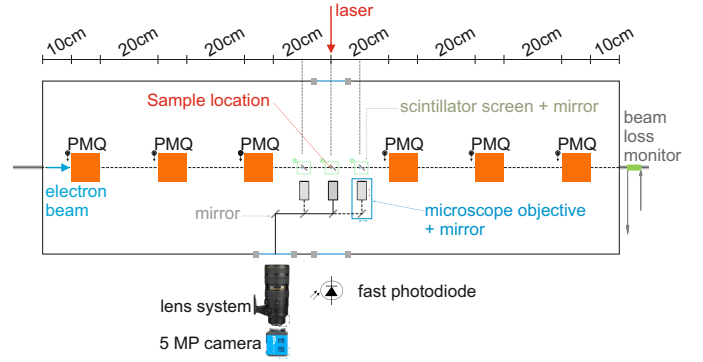 laser
10cm
20cm
20cm
20cm
20cm
20cm
20cm
10cm
Sample location
scintillator screen + mirror
beam
loss
monitor
PMQ
PMQ
PMQ
PMQ
PMQ
PMQ
electron
beam
mirror
microscope objective
+ mirror
lens system
fast photodiode
5 MP camera